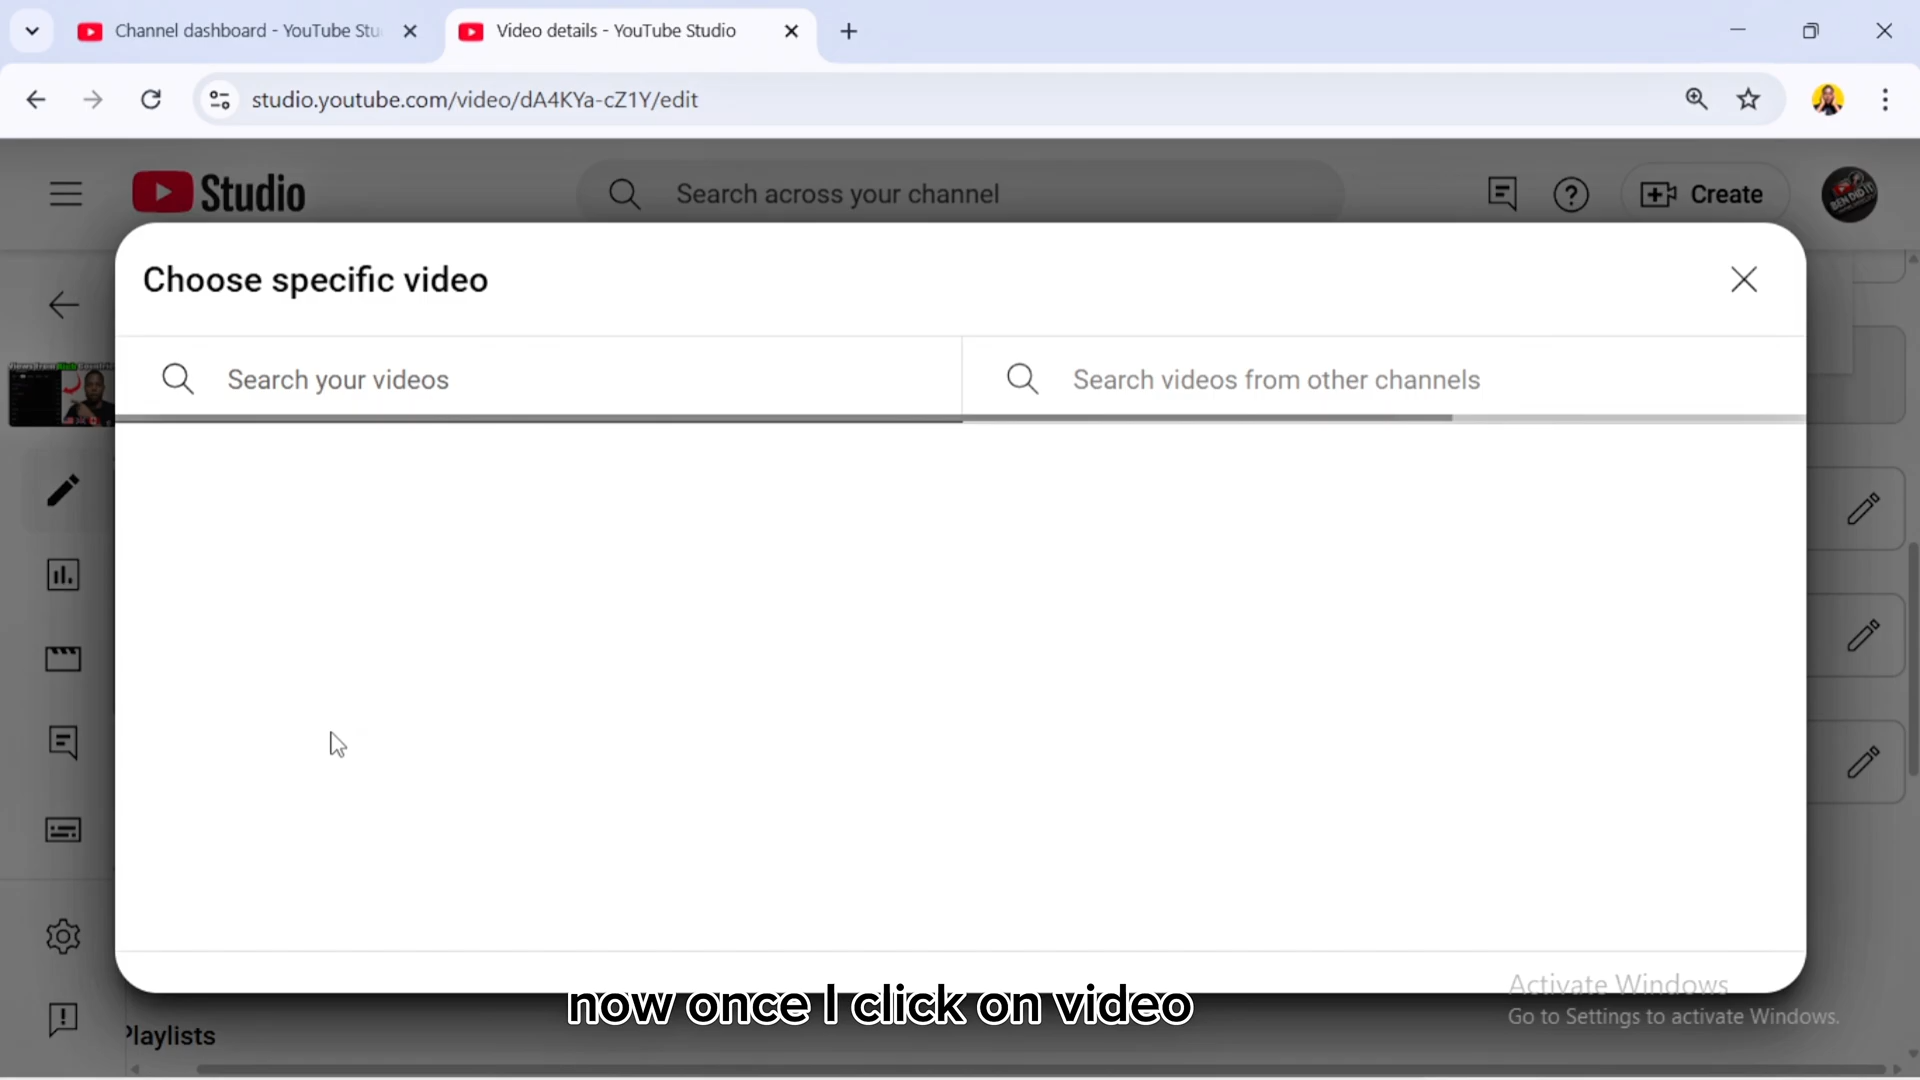 Channel dashboard - YouTube Stu
Video details - YouTube Studio
studio.youtube.com/video/dA4KYa-cZ1Y/edit
Studio
Search across your channel
Create
Choose specific video
Search your videos
Search videos from other channels
now once I click on video
Activate Windows
Go to Settings to activate Windows.
Playlists